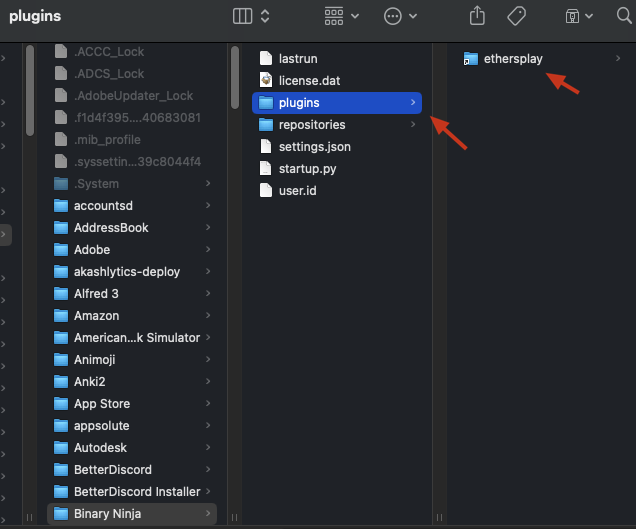 plugins
.ACCC_Lock
.ADCS_Lock
.AdobeUpdater_Lock
.f1d4f395...40683081
.mib_profile
.syssettin...39c8044f4
.System
accountsd
AddressBook
Adobe
akashlytics-deploy
Alfred 3
Amazon
American...k Simulator
Animoji
Anki2
App Store
appsolute
Autodesk
BetterDiscord
BetterDiscord Installer
Binary Ninja
lastrun
license.dat
plugins
repositories
settings.json
startup.py
user.id
ethersplay